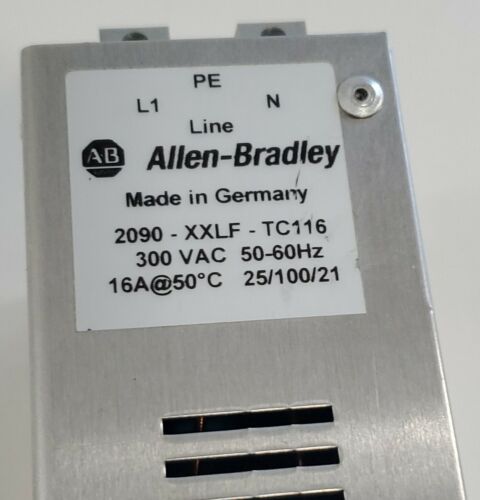 PE
L1 N
Line
AB Allen-Bradley
Made in Germany
2090 - XXLF - TC116
300 VAC 50-60Hz
16A@50°C 25/100/21